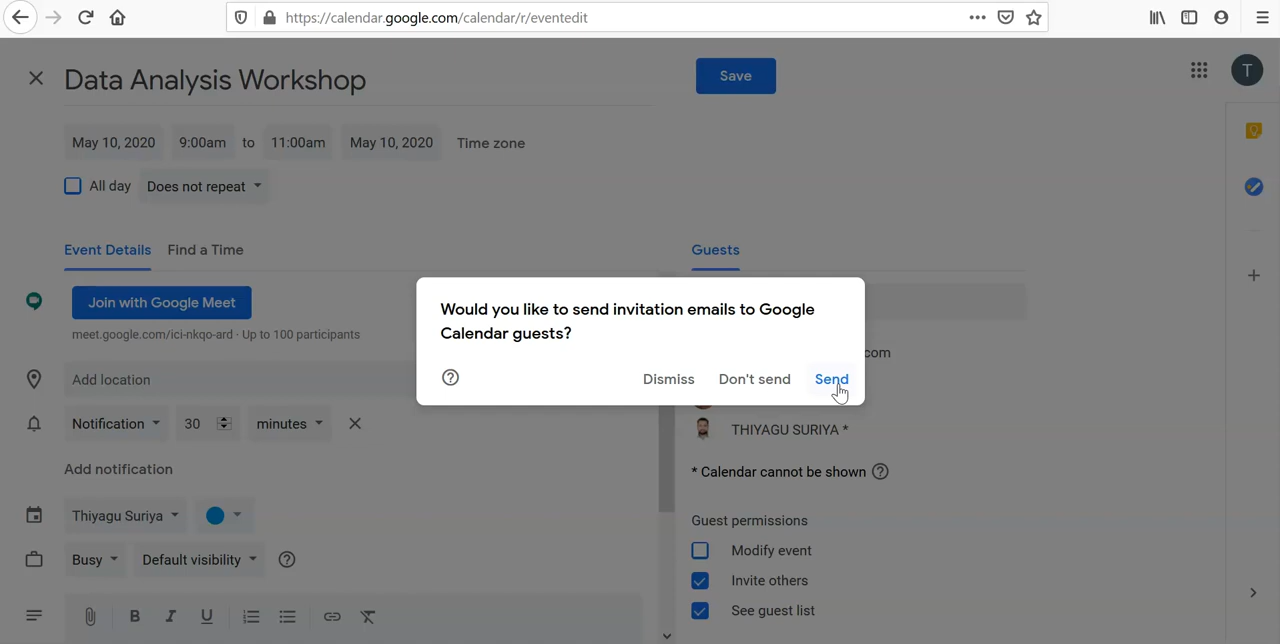 https://calendar.google.com/calendar/r/eventedit
Data Analysis Workshop
Save
T
May 10, 2020 9:00am to 11:00am May 10, 2020 Time zone
All day Does not repeat
Event Details Find a Time
Guests
Join with Google Meet
meet.google.com/ici-nkqo-ard · Up to 100 participants
Would you like to send invitation emails to Google
Calendar guests?
com
Add location
Dismiss Don't send Send
Notification 30 minutes
THIYAGU SURIYA *
Add notification
* Calendar cannot be shown
Thiyagu Suriya
Guest permissions
Modify event
Busy Default visibility
Invite others
See guest list
B I U